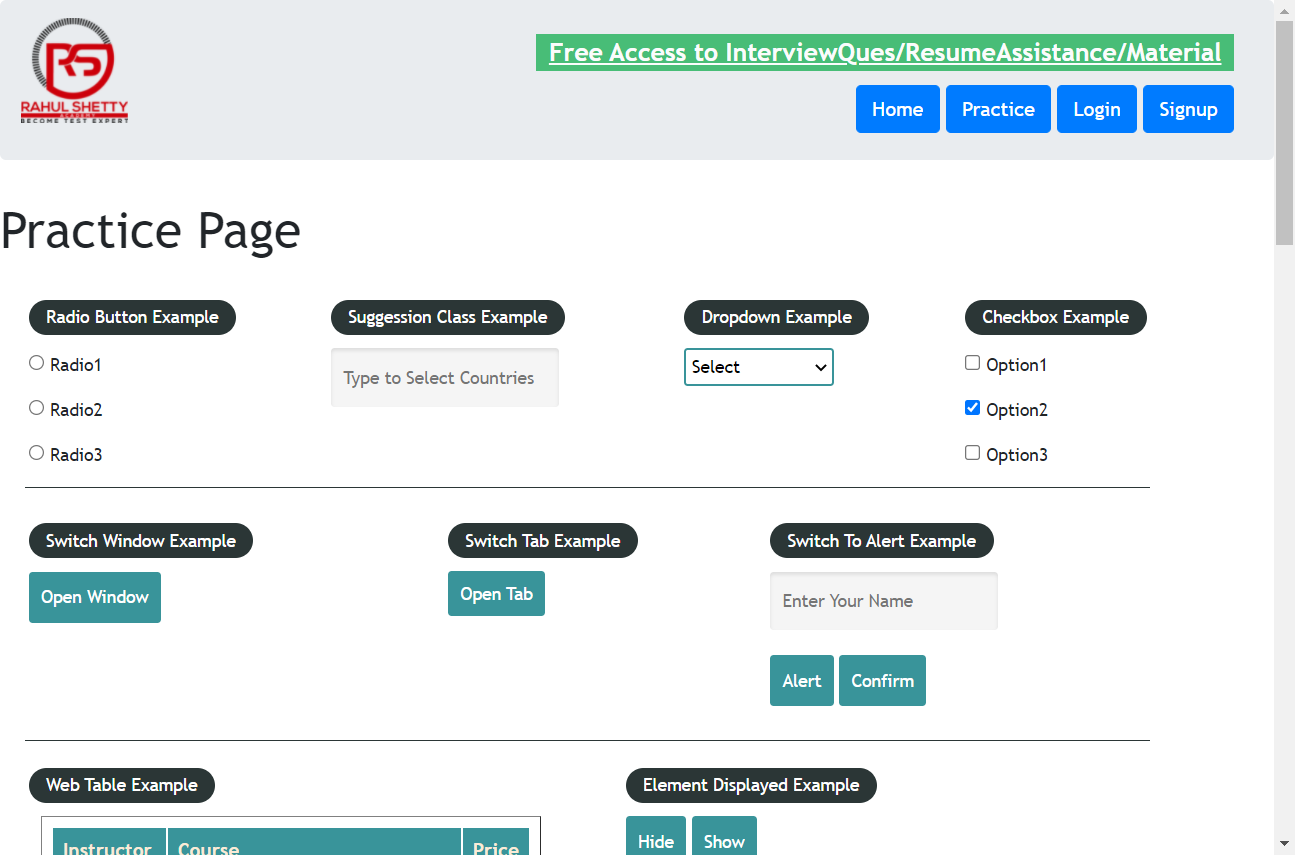 RS
RAHUL SHETTY
ACADEMY
BECOME TEST EXPERT
Free Access to InterviewQues/ResumeAssistance/Material
Home Practice Login Signup
Practice Page
Radio Button Example
Radio1
Radio2
Radio3
Suggession Class Example
Type to Select Countries
Dropdown Example
Select
Checkbox Example
Option1
Option2
Option3
Switch Window Example
Open Window
Switch Tab Example
Open Tab
Switch To Alert Example
Enter Your Name
Alert Confirm
Web Table Example
Instructor Course Price
Element Displayed Example
Hide Show